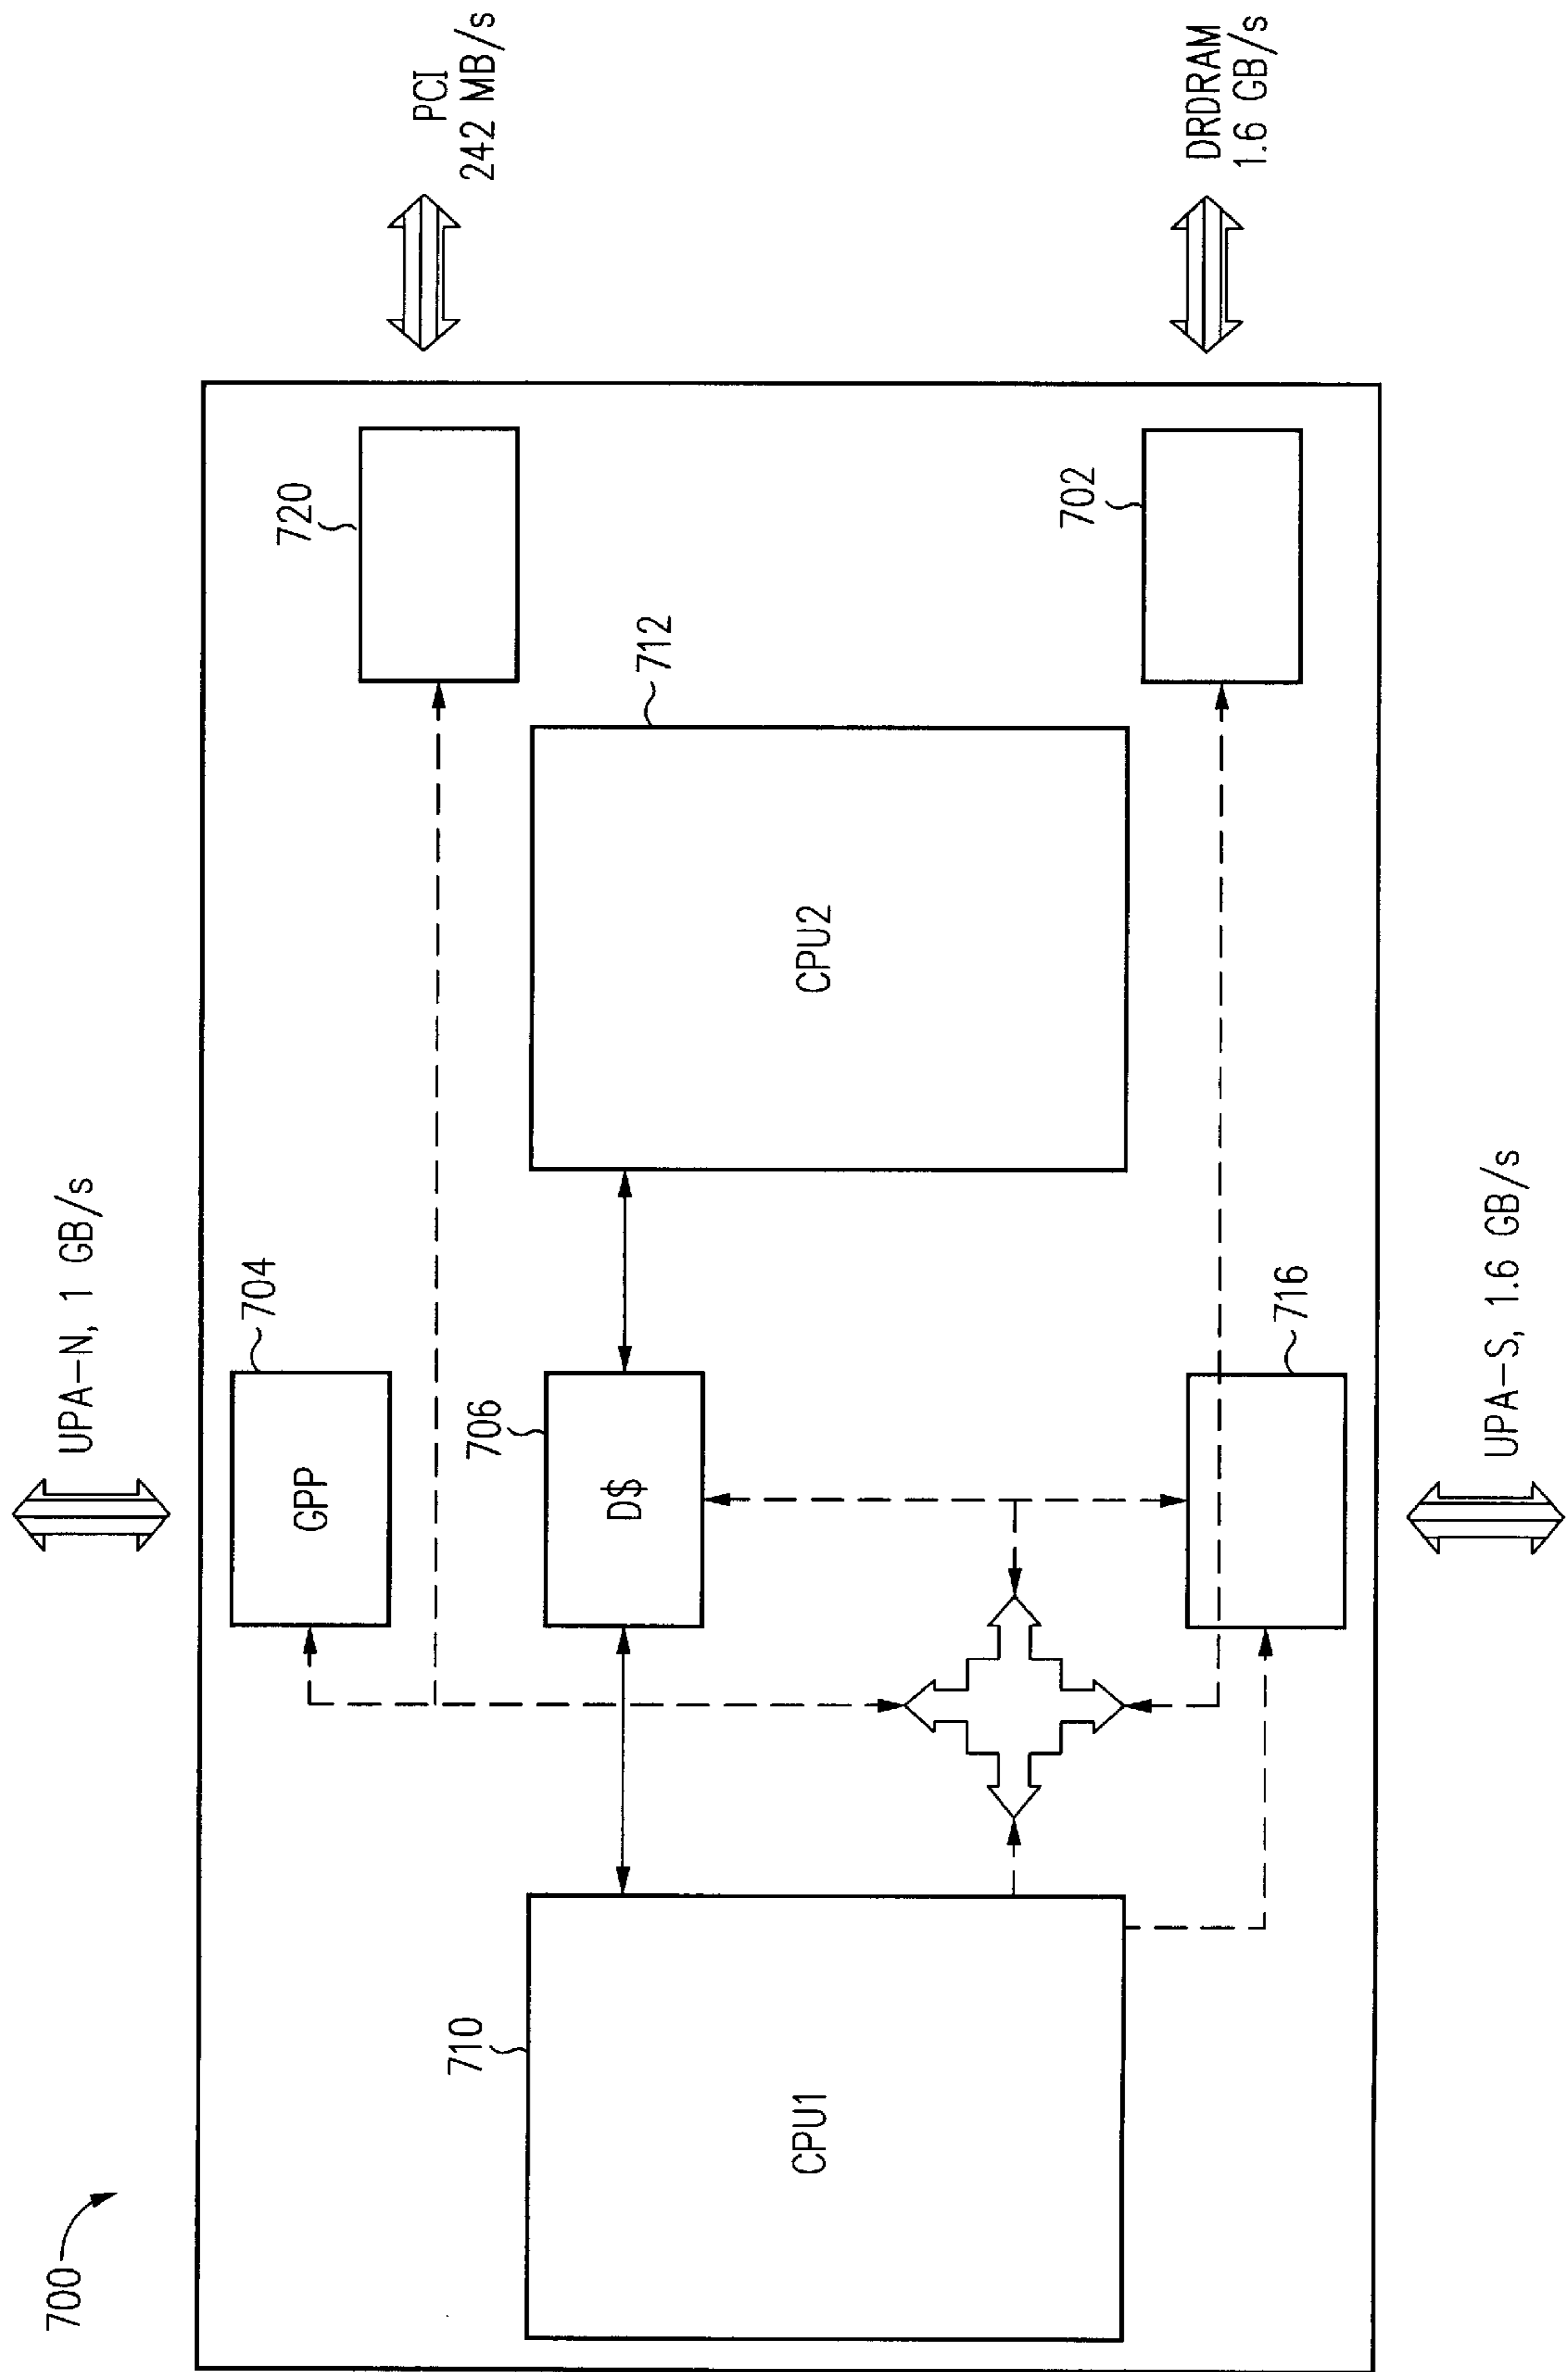 700
UPA-N, 1 GB/s
704
GPP
720
PCI
242 MB/s
706
D$
710
CPU1
712
CPU2
702
DRDRAM
1.6 GB/s
716
UPA-S, 1.6 GB/s